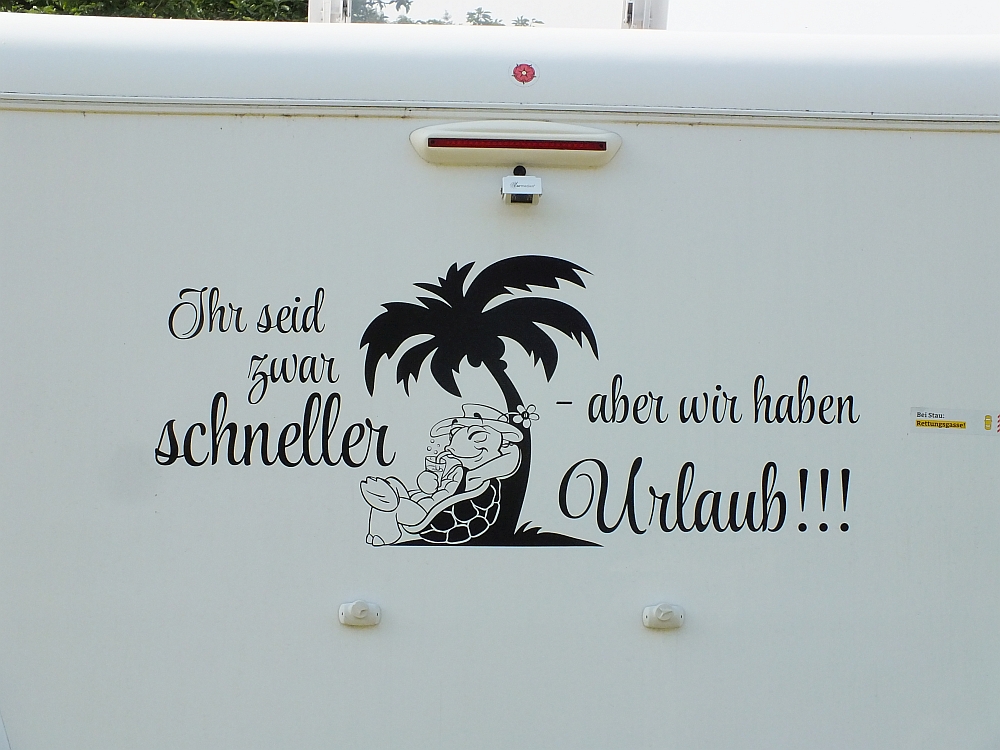 Ihr seid
zwar
schneller
- aber wir haben
Urlaub!!!
Bei Stau:
Rettungsgasse!